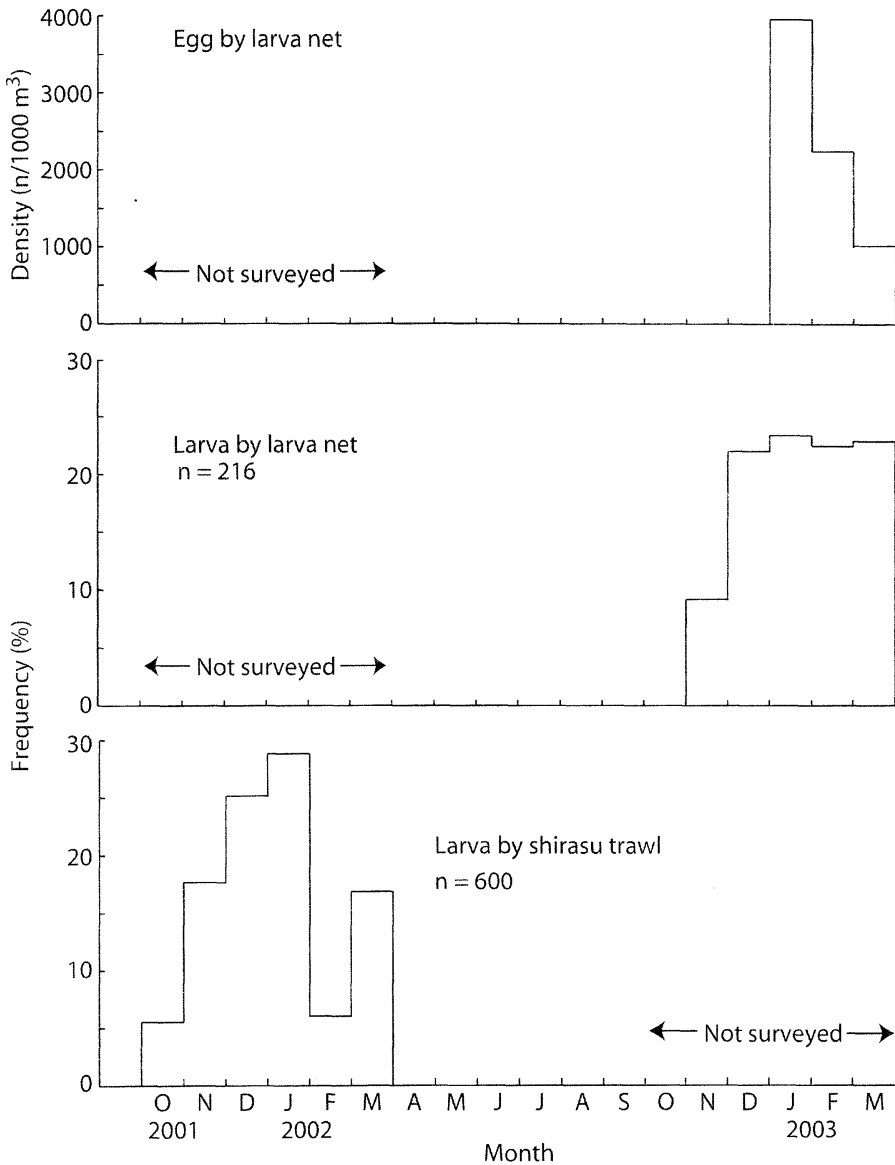 Density (n/1000 m³)
4000
3000
2000
1000
0
Egg by larva net
Not surveyed
Frequency (%)
30
20
10
0
Larva by larva net
n = 216
Not surveyed
30
20
10
0
Larva by shirasu trawl
n = 600
Not surveyed
O N D J F M A M J J A S O N D J F M
2001 2002 2003
Month